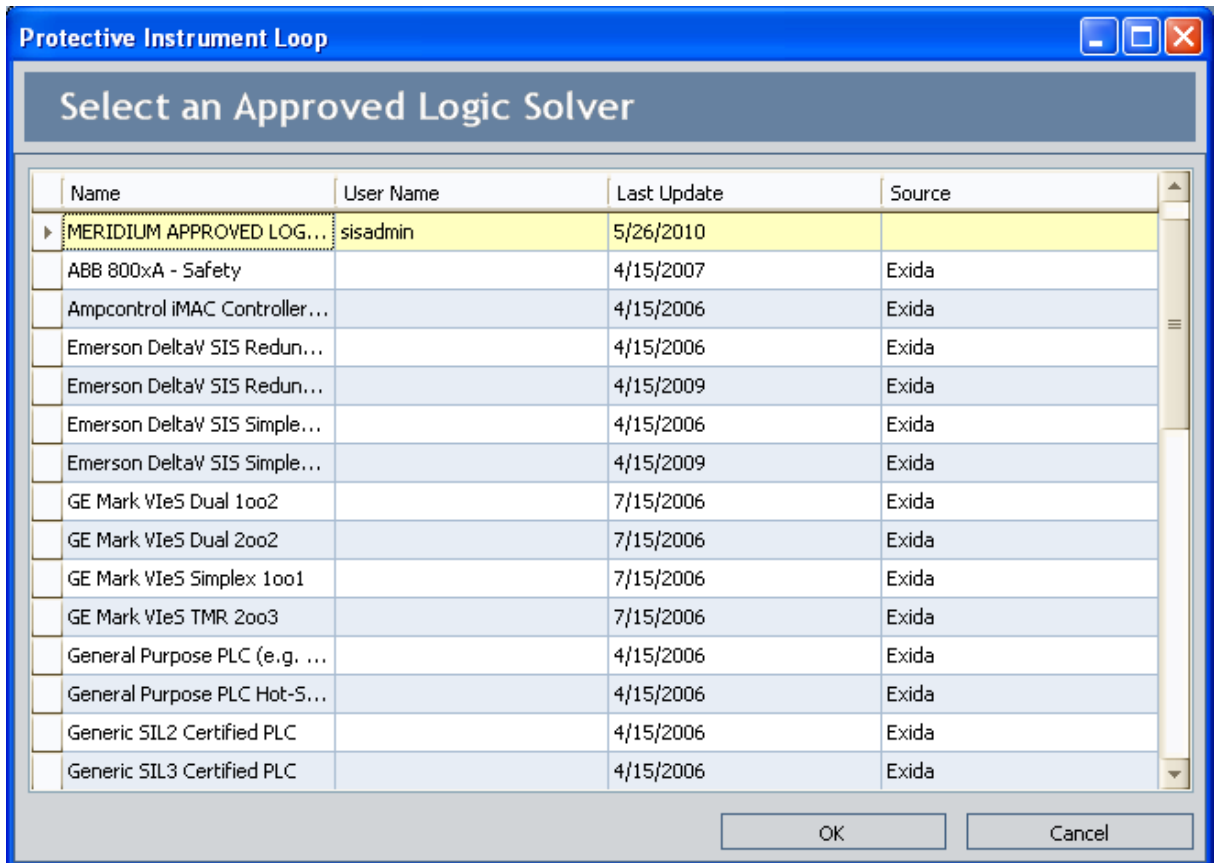 Protective Instrument Loop
Select an Approved Logic Solver
Name User Name Last Update Source
MERIDIUM APPROVED LOG... sisadmin 5/26/2010
ABB 800xA - Safety 4/15/2007 Exida
Ampcontrol iMAC Controller... 4/15/2006 Exida
Emerson DeltaV SIS Redun... 4/15/2006 Exida
Emerson DeltaV SIS Redun... 4/15/2009 Exida
Emerson DeltaV SIS Simple... 4/15/2006 Exida
Emerson DeltaV SIS Simple... 4/15/2009 Exida
GE Mark VIeS Dual 1oo2 7/15/2006 Exida
GE Mark VIeS Dual 2oo2 7/15/2006 Exida
GE Mark VIeS Simplex 1oo1 7/15/2006 Exida
GE Mark VIeS TMR 2oo3 7/15/2006 Exida
General Purpose PLC (e.g. ... 4/15/2006 Exida
General Purpose PLC Hot-S... 4/15/2006 Exida
Generic SIL2 Certified PLC 4/15/2006 Exida
Generic SIL3 Certified PLC 4/15/2006 Exida
OK Cancel